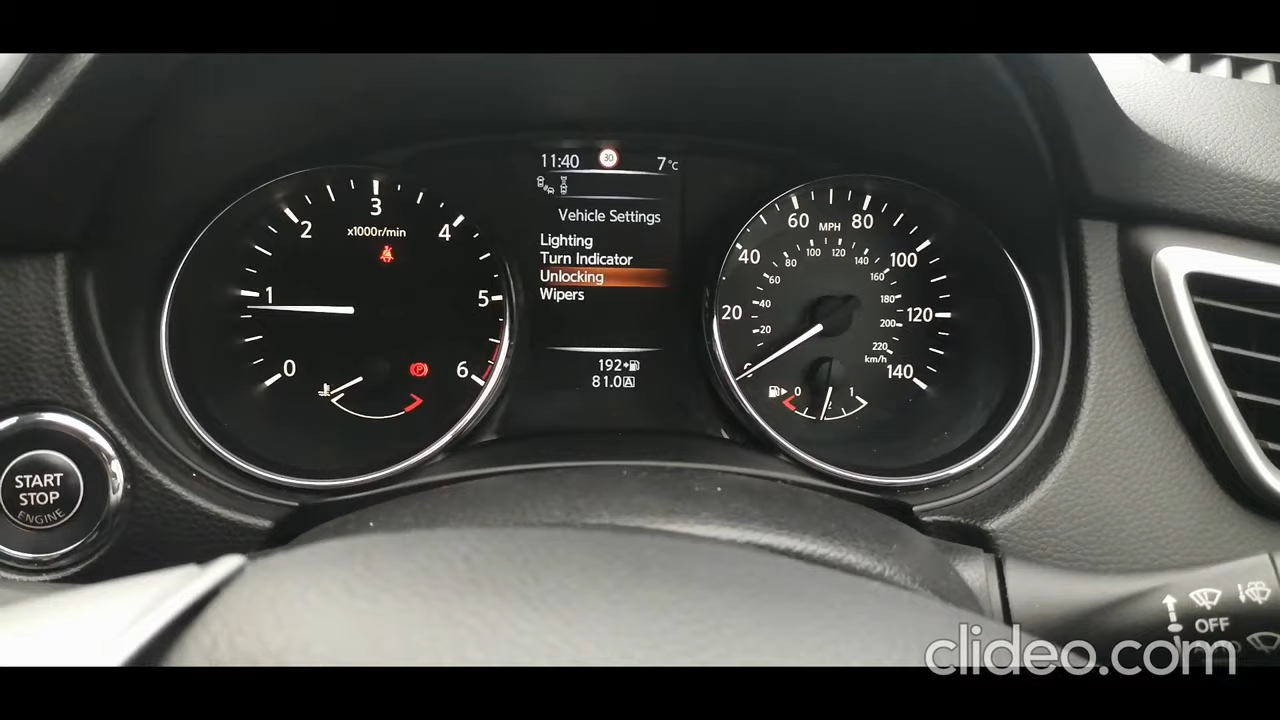 11:40 30 7°C
Vehicle Settings
Lighting
Turn Indicator
Unlocking
Wipers
192
81.0 A
0 1 2 3 4 5 6
x1000r/min
P
0 20 40 60 80 100 120 140
MPH
20 40 60 80 100 120 140 160 180 200 220
km/h
0 1
START
STOP
ENGINE
OFF
clideo.com